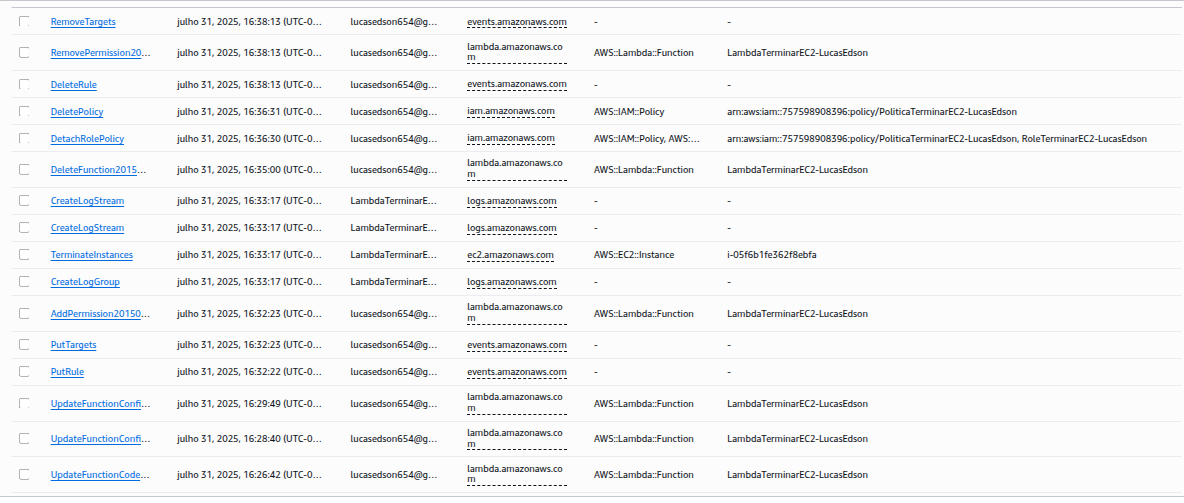 RemoveTargets julho 31, 2025, 16:38:13 (UTC-0... lucasedson654@g... events.amazonaws.com - -
RemovePermission20... julho 31, 2025, 16:38:13 (UTC-0... lucasedson654@g... lambda.amazonaws.co AWS::Lambda::Function LambdaTerminarEC2-LucasEdson
m
DeleteRule julho 31, 2025, 16:38:13 (UTC-0... lucasedson654@g... events.amazonaws.com - -
DeletePolicy julho 31, 2025, 16:36:31 (UTC-0... lucasedson654@g... iam.amazonaws.com AWS::IAM::Policy arn:aws:iam::757598908396:policy/PoliticaTerminarEC2-LucasEdson
DetachRolePolicy julho 31, 2025, 16:36:30 (UTC-0... lucasedson654@g... iam.amazonaws.com AWS::IAM::Policy, AWS:... arn:aws:iam::757598908396:policy/PoliticaTerminarEC2-LucasEdson, RoleTerminarEC2-LucasEdson
DeleteFunction2015... julho 31, 2025, 16:35:00 (UTC-0... lucasedson654@g... lambda.amazonaws.co AWS::Lambda::Function LambdaTerminarEC2-LucasEdson
m
CreateLogStream julho 31, 2025, 16:33:17 (UTC-0... LambdaTerminarE... logs.amazonaws.com - -
CreateLogStream julho 31, 2025, 16:33:17 (UTC-0... LambdaTerminarE... logs.amazonaws.com - -
TerminateInstances julho 31, 2025, 16:33:17 (UTC-0... LambdaTerminarE... ec2.amazonaws.com AWS::EC2::Instance i-05f6b1fe362f8ebfa
CreateLogGroup julho 31, 2025, 16:33:17 (UTC-0... LambdaTerminarE... logs.amazonaws.com - -
AddPermission20150... julho 31, 2025, 16:32:23 (UTC-0... lucasedson654@g... lambda.amazonaws.co AWS::Lambda::Function LambdaTerminarEC2-LucasEdson
m
PutTargets julho 31, 2025, 16:32:23 (UTC-0... lucasedson654@g... events.amazonaws.com - -
PutRule julho 31, 2025, 16:32:22 (UTC-0... lucasedson654@g... events.amazonaws.com - -
UpdateFunctionConfi... julho 31, 2025, 16:29:49 (UTC-0... lucasedson654@g... lambda.amazonaws.co AWS::Lambda::Function LambdaTerminarEC2-LucasEdson
m
UpdateFunctionConfi... julho 31, 2025, 16:28:40 (UTC-0... lucasedson654@g... lambda.amazonaws.co AWS::Lambda::Function LambdaTerminarEC2-LucasEdson
m
UpdateFunctionCode... julho 31, 2025, 16:26:42 (UTC-0... lucasedson654@g... lambda.amazonaws.co AWS::Lambda::Function LambdaTerminarEC2-LucasEdson
m